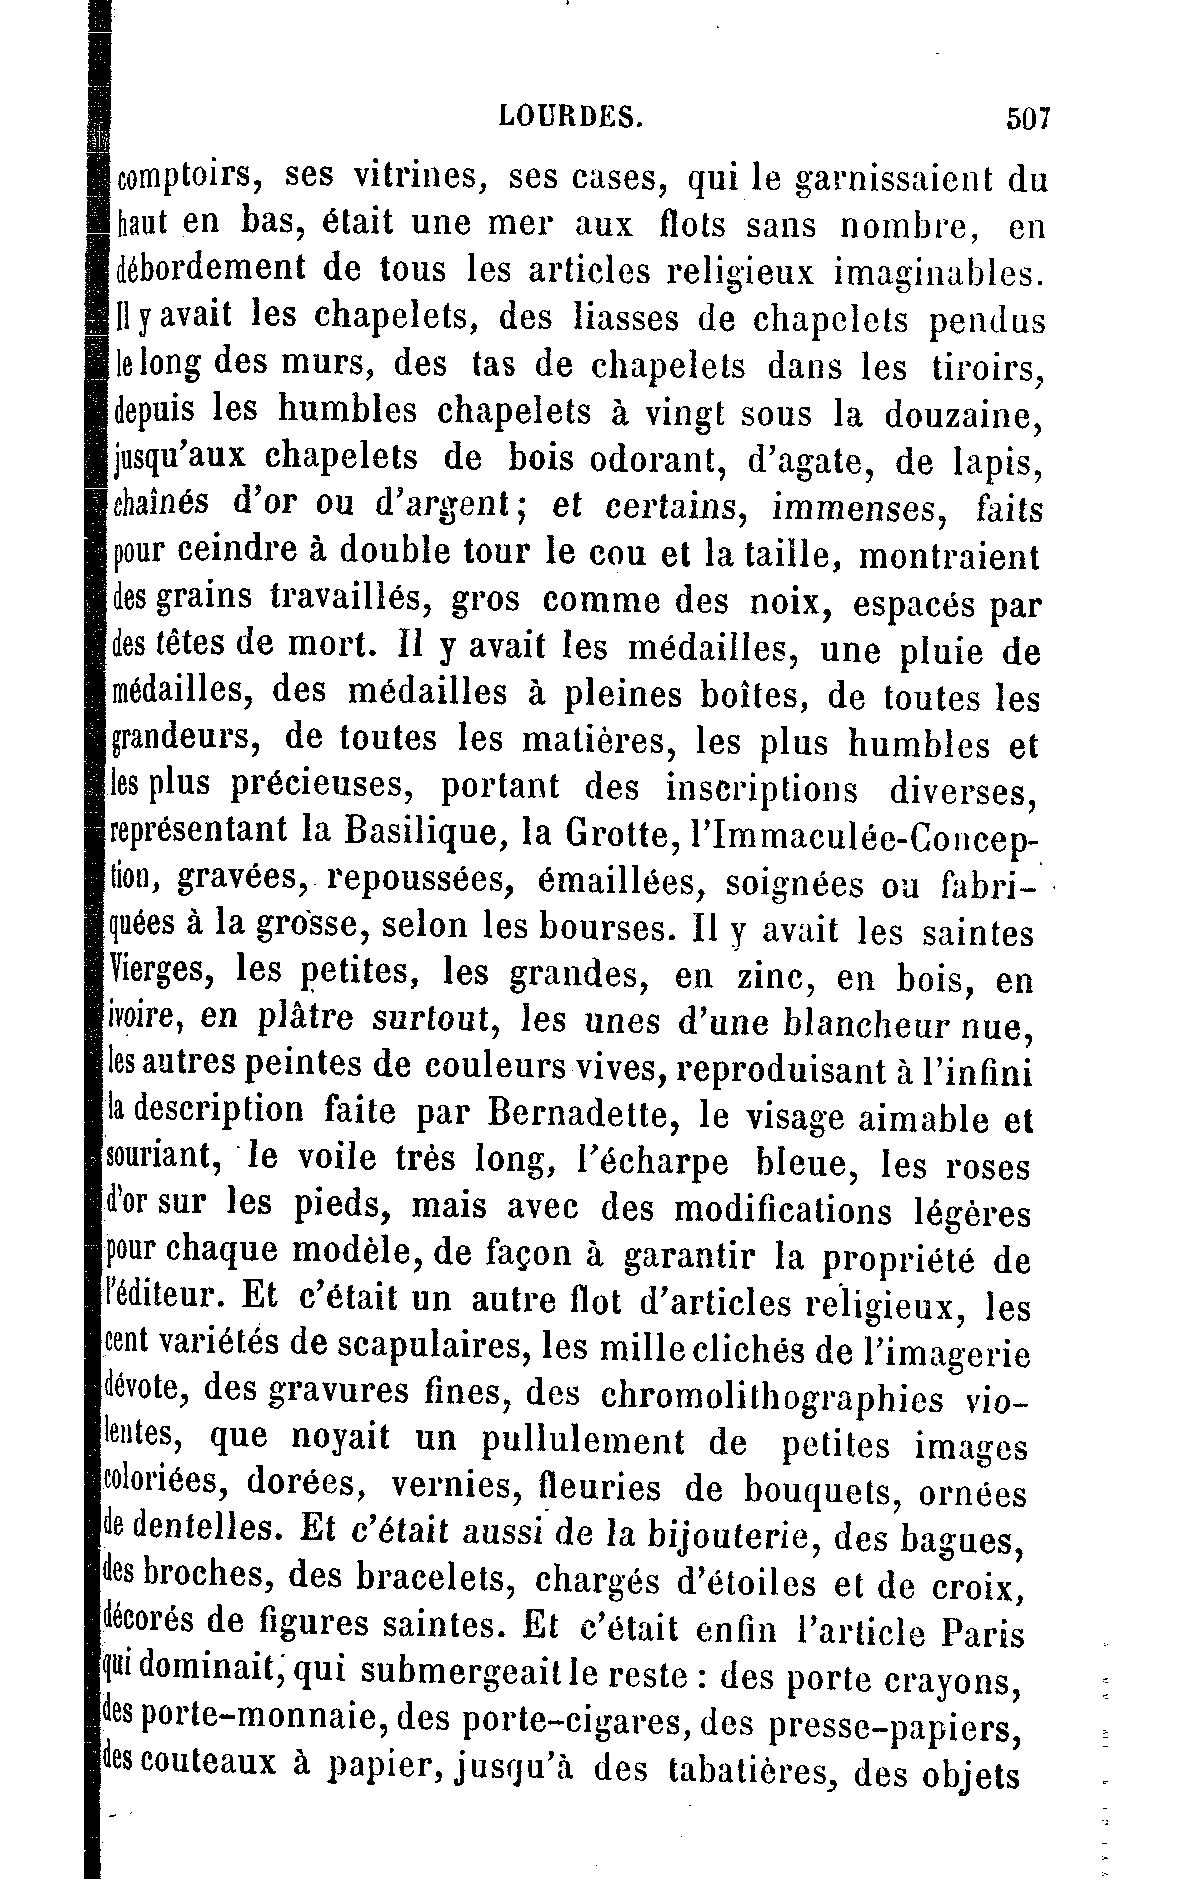 LOURDES. 507
comptoirs, ses vitrines, ses cases, qui le garnissaient du
haut en bas, était une mer aux flots sans nombre, en
débordement de tous les articles religieux imaginables.
Il y avait les chapelets, des liasses de chapelets pendus
le long des murs, des tas de chapelets dans les tiroirs,
depuis les humbles chapelets à vingt sous la douzaine,
jusqu'aux chapelets de bois odorant, d'agate, de lapis,
chaînés d'or ou d'argent; et certains, immenses, faits
pour ceindre à double tour le cou et la taille, montraient
des grains travaillés, gros comme des noix, espacés par
des têtes de mort. Il y avait les médailles, une pluie de
médailles, des médailles à pleines boîtes, de toutes les
grandeurs, de toutes les matières, les plus humbles et
les plus précieuses, portant des inscriptions diverses,
représentant la Basilique, la Grotte, l'Immaculée-Concep-
tion, gravées, repoussées, émaillées, soignées ou fabri-
quées à la grosse, selon les bourses. Il y avait les saintes
Vierges, les petites, les grandes, en zinc, en bois, en
ivoire, en plâtre surtout, les unes d'une blancheur nue,
les autres peintes de couleurs vives, reproduisant à l'infini
la description faite par Bernadette, le visage aimable et
souriant, le voile très long, l'écharpe bleue, les roses
d'or sur les pieds, mais avec des modifications légères
pour chaque modèle, de façon à garantir la propriété de
l'éditeur. Et c'était un autre flot d'articles religieux, les
cent variétés de scapulaires, les mille clichés de l'imagerie
dévote, des gravures fines, des chromolithographies vio-
lentes, que noyait un pullulement de petites images
coloriées, dorées, vernies, fleuries de bouquets, ornées
de dentelles. Et c'était aussi de la bijouterie, des bagues,
des broches, des bracelets, chargés d'étoiles et de croix,
décorés de figures saintes. Et c'était enfin l'article Paris
qui dominait, qui submergeait le reste : des porte crayons,
des porte-monnaie, des porte-cigares, des presse-papiers,
des couteaux à papier, jusqu'à des tabatières, des objets